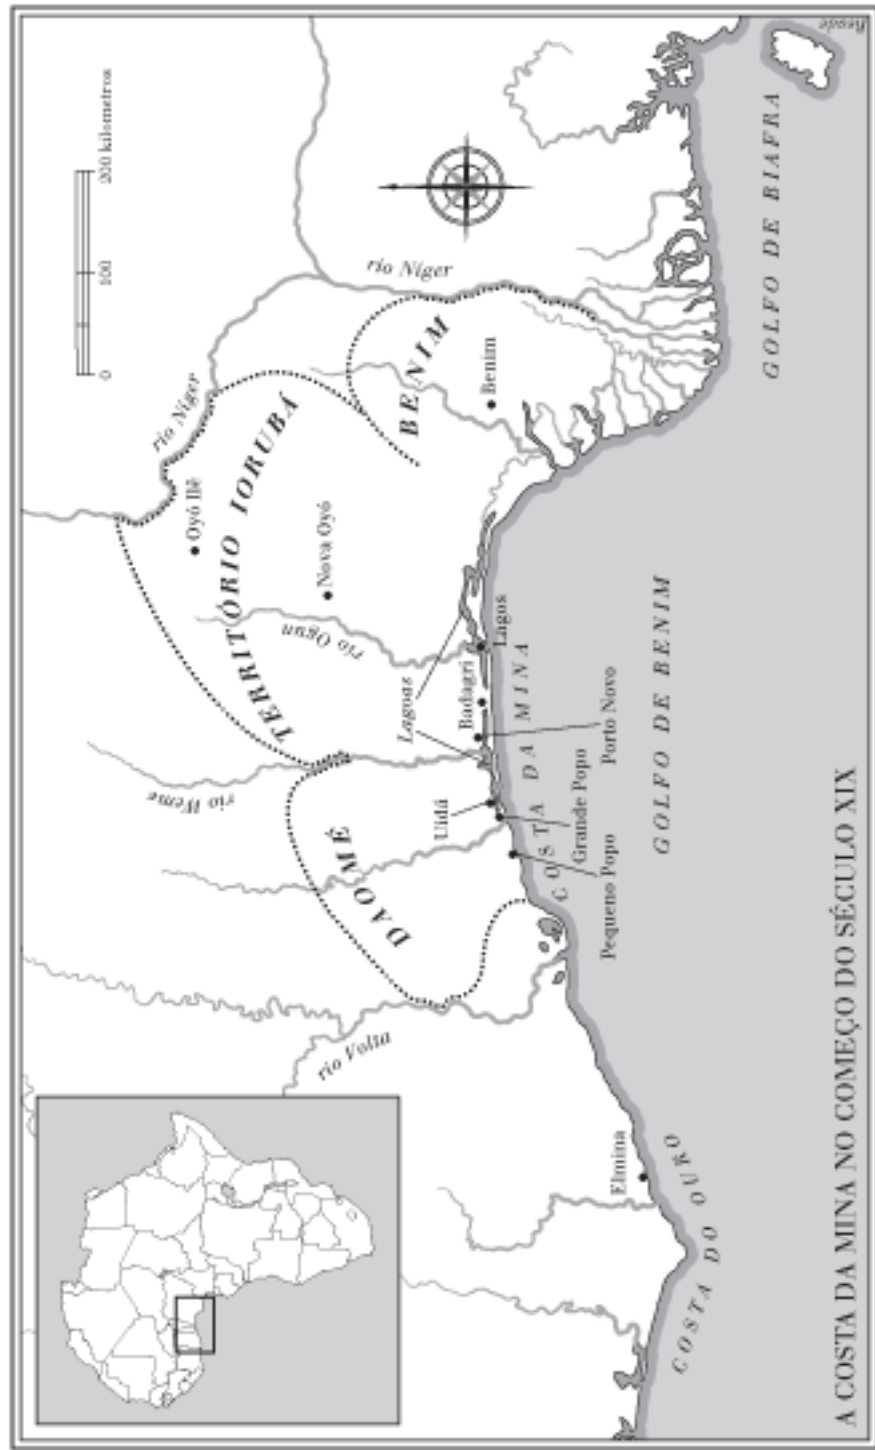 A COSTA DA MINA NO COMEÇO DO SÉCULO XIX
0 100 200 kilometros
rio Níger
rio Níger
Oyó Ilê
TERRITÓRIO IORUBÁ
Nova Oyó
rio Ogun
BENIM
Benim
rio Weme
DAOMÉ
rio Volta
Lagoas
Uidá
Badagri
Lagos
Porto Novo
Grande Popo
Pequeno Popo
COSTA DA MINA
Elmina
COSTA DO OURO
GOLFO DE BENIM
GOLFO DE BIAFRA